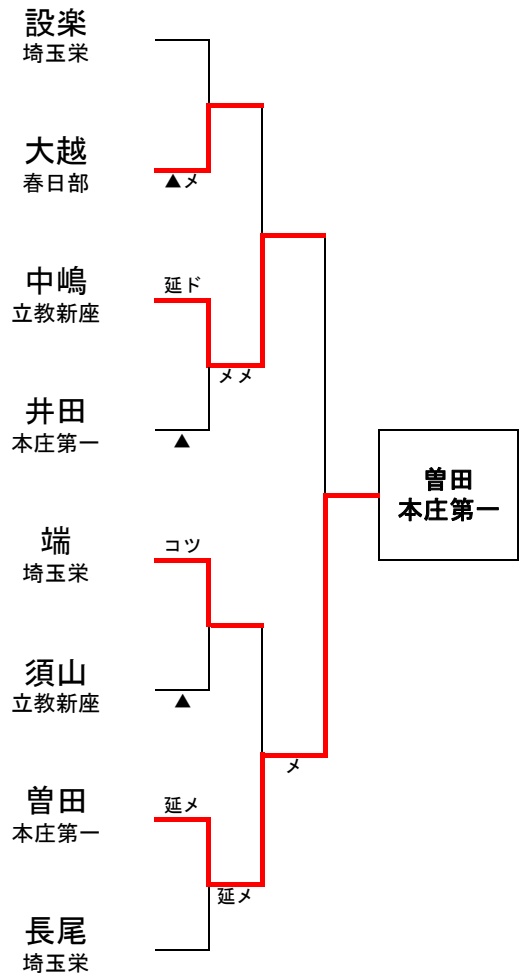 設楽
埼玉栄
大越
春日部
▲メ
中嶋
立教新座
延ド
メメ
井田
本庄第一
▲
曽田
本庄第一
端
埼玉栄
コツ
須山
立教新座
▲
メ
曽田
本庄第一
延メ
延メ
長尾
埼玉栄